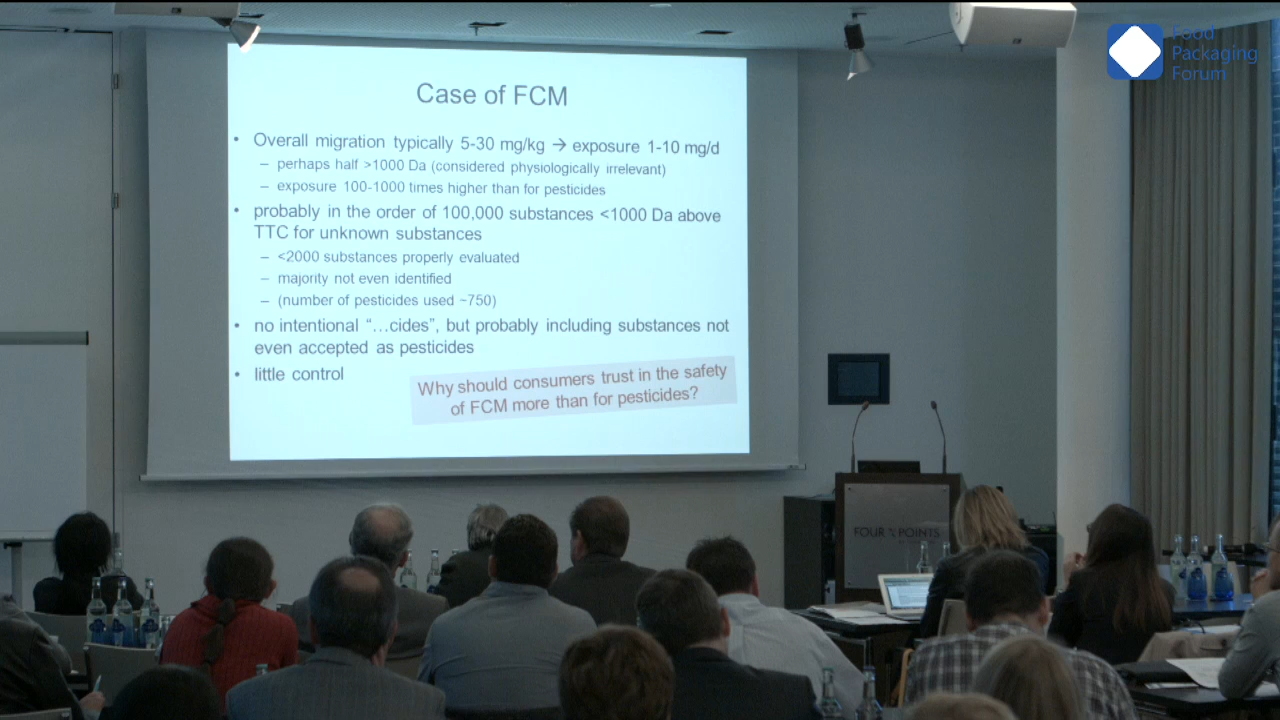 Food
Packaging
Forum
Case of FCM
• Overall migration typically 5-30 mg/kg → exposure 1-10 mg/d
– perhaps half >1000 Da (considered physiologically irrelevant)
– exposure 100-1000 times higher than for pesticides
• probably in the order of 100,000 substances <1000 Da above
TTC for unknown substances
– <2000 substances properly evaluated
– majority not even identified
– (number of pesticides used ~750)
• no intentional “…cides”, but probably including substances not
even accepted as pesticides
• little control
Why should consumers trust in the safety
of FCM more than for pesticides?
FOUR POINTS